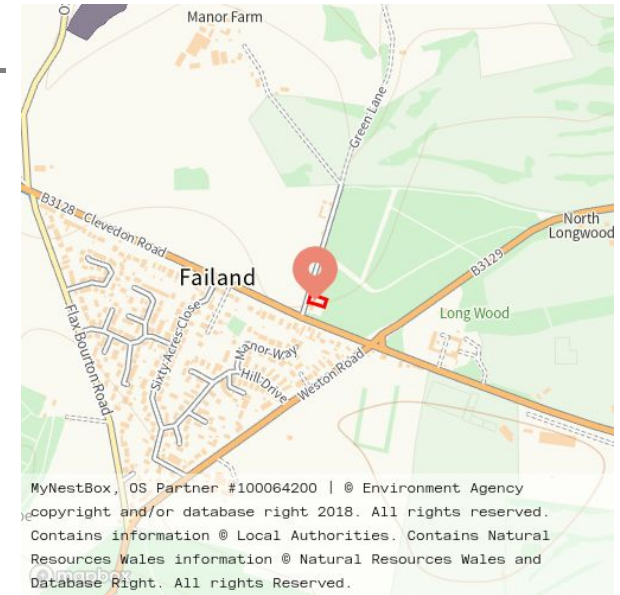 Manor Farm
Green Lane
B3128
Clevedon Road
North
Longwood
B3129
Failand
Long Wood
Flax Bourton Road
Sixty Acres Close
Manor Way
Hill Drive
Weston Road
MyNestBox, OS Partner #100064200 | © Environment Agency
copyright and/or database right 2018. All rights reserved.
Contains information © Local Authorities. Contains Natural
Resources Wales information © Natural Resources Wales and
Database Right. All rights Reserved.
mapbox